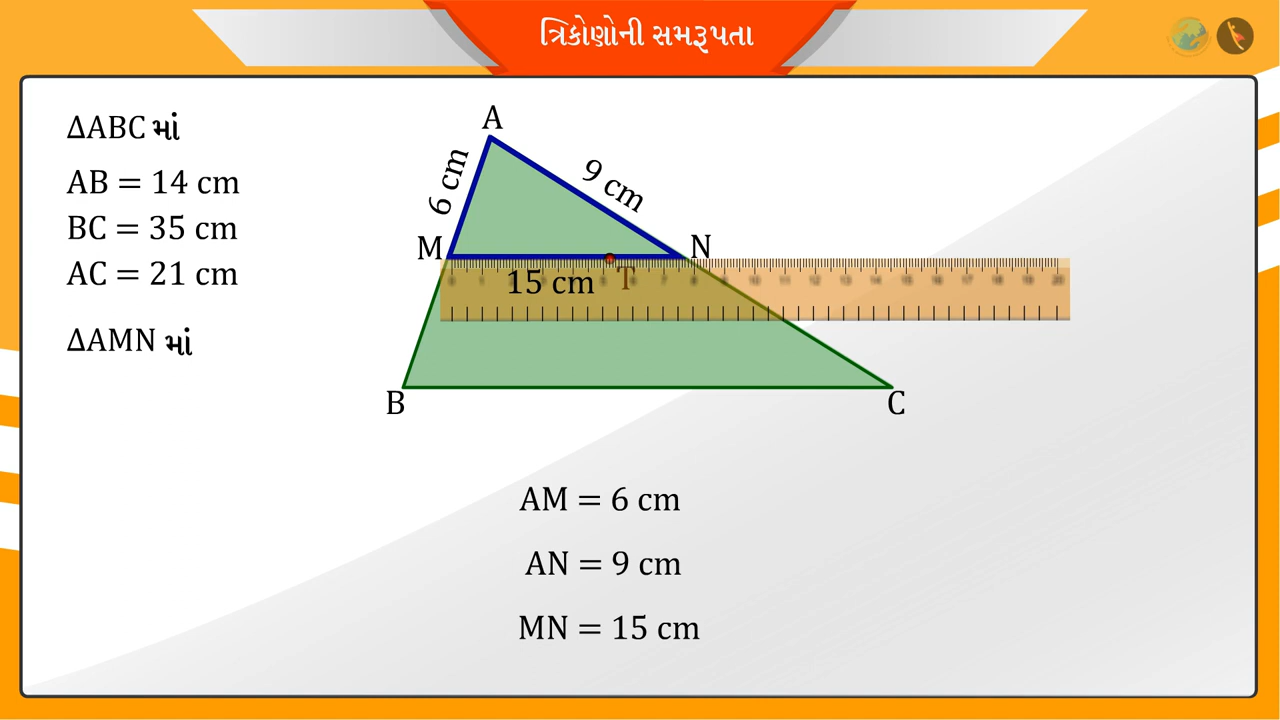 ત્રિકોણોની સમરૂપતા
ΔABC માં
AB = 14 cm
BC = 35 cm
AC = 21 cm
ΔAMN માં
A
6 cm
9 cm
M
N
15 cm
T
B
C
AM = 6 cm
AN = 9 cm
MN = 15 cm